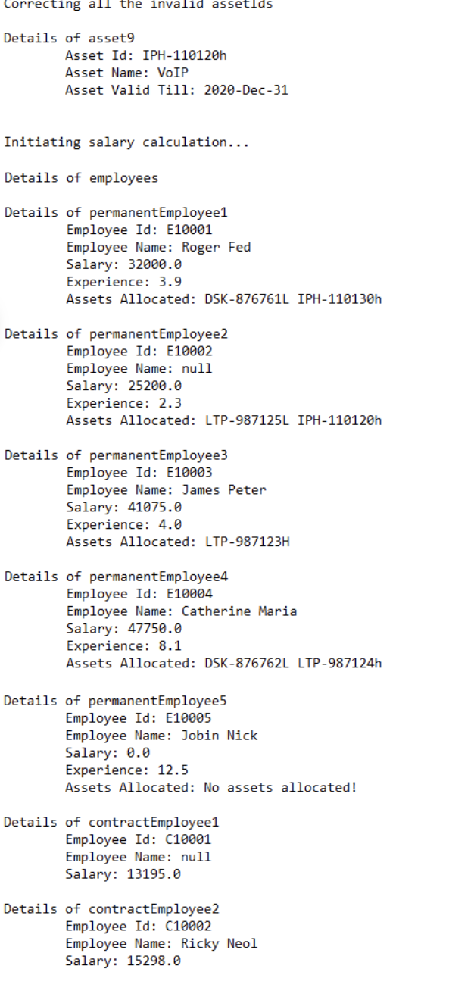 Correcting all the invalid assetIds
Details of asset9
Asset Id: IPH-110120h
Asset Name: VoIP
Asset Valid Till: 2020-Dec-31
Initiating salary calculation...
Details of employees
Details of permanentEmployee1
Employee Id: E10001
Employee Name: Roger Fed
Salary: 32000.0
Experience: 3.9
Assets Allocated: DSK-876761L IPH-110130h
Details of permanentEmployee2
Employee Id: E10002
Employee Name: null
Salary: 25200.0
Experience: 2.3
Assets Allocated: LTP-987125L IPH-110120h
Details of permanentEmployee3
Employee Id: E10003
Employee Name: James Peter
Salary: 41075.0
Experience: 4.0
Assets Allocated: LTP-987123H
Details of permanentEmployee4
Employee Id: E10004
Employee Name: Catherine Maria
Salary: 47750.0
Experience: 8.1
Assets Allocated: DSK-876762L LTP-987124h
Details of permanentEmployee5
Employee Id: E10005
Employee Name: Jobin Nick
Salary: 0.0
Experience: 12.5
Assets Allocated: No assets allocated!
Details of contractEmployee1
Employee Id: C10001
Employee Name: null
Salary: 13195.0
Details of contractEmployee2
Employee Id: C10002
Employee Name: Ricky Neol
Salary: 15298.0